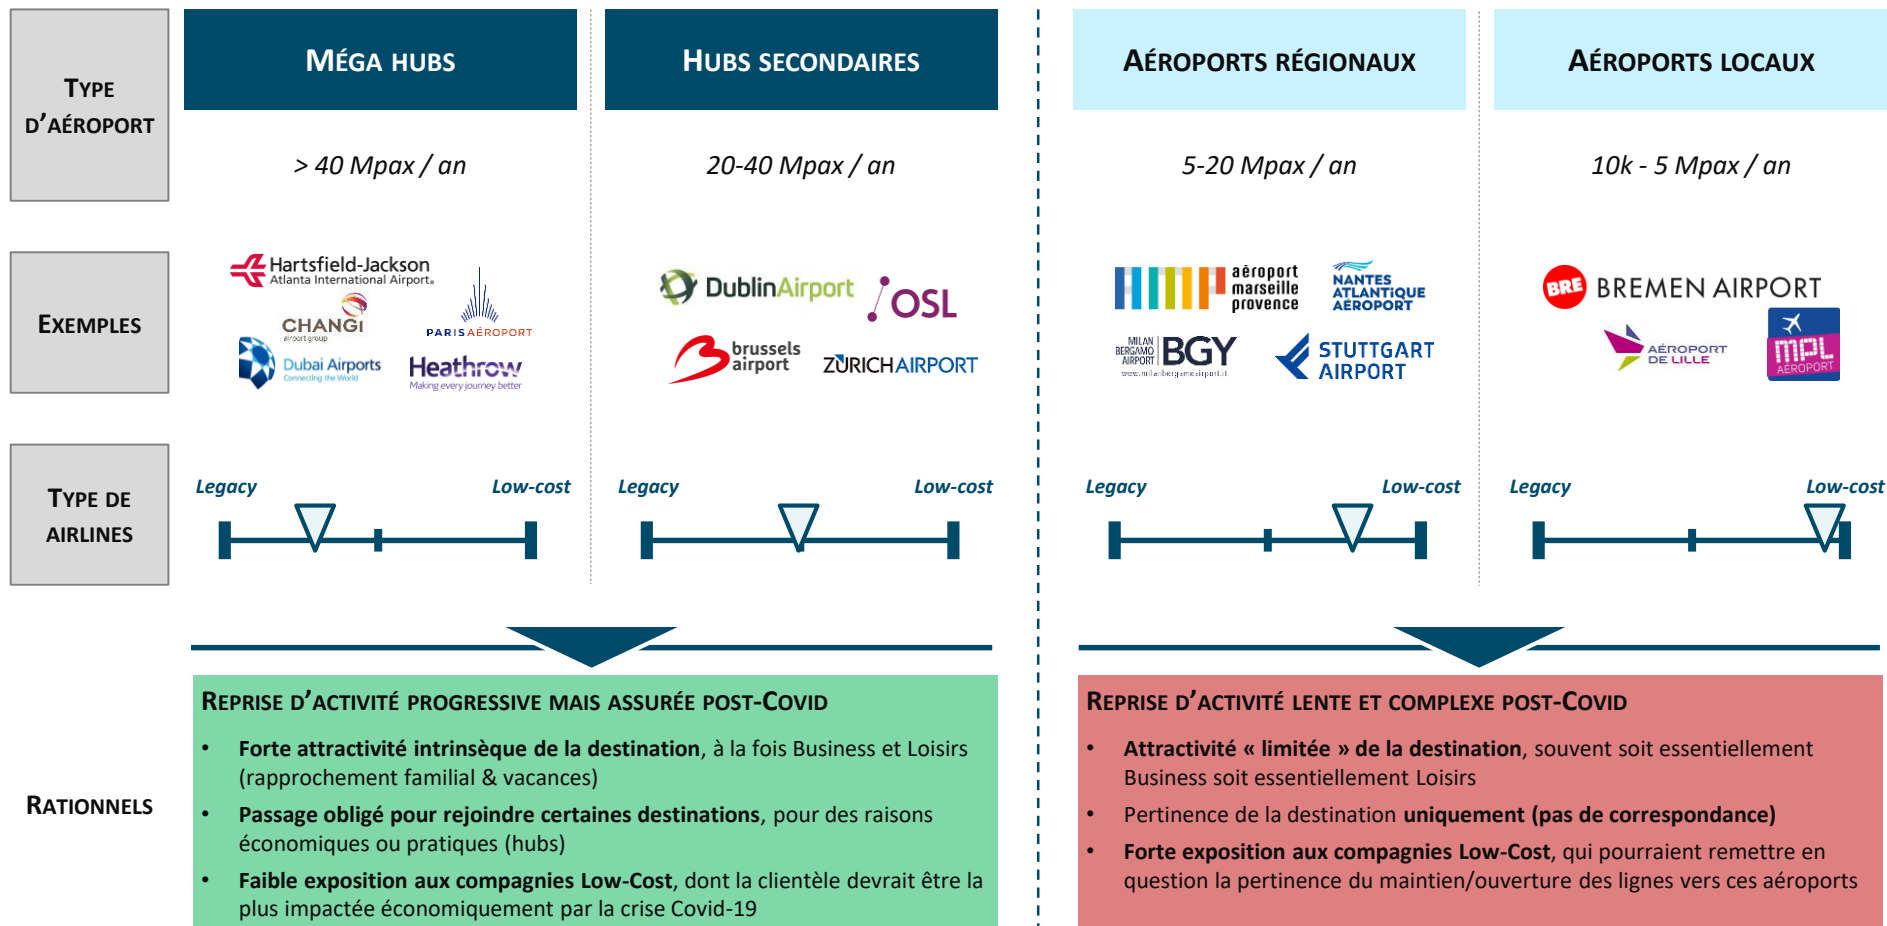 TYPE
D'AÉROPORT
MÉGA HUBS
HUBS SECONDAIRES
AÉROPORTS RÉGIONAUX
AÉROPORTS LOCAUX
> 40 Mpax / an
20-40 Mpax / an
5-20 Mpax / an
10k - 5 Mpax / an
EXEMPLES
Hartsfield-Jackson
Atlanta International Airport®
CHANGI
airport group
PARIS AÉROPORT
Dubai Airports
Connecting the World
Heathrow
Making every journey better
DublinAirport
OSL
brussels
airport
ZÜRICH AIRPORT
aéroport
marseille
provence
NANTES
ATLANTIQUE
AÉROPORT
MILAN
BERGAMO
AIRPORT
BGY
www.milanbergamoairport.it
STUTTGART
AIRPORT
BRE
BREMEN AIRPORT
AÉROPORT
DE LILLE
MPL
AÉROPORT
TYPE DE
AIRLINES
Legacy Low-cost
Legacy Low-cost
Legacy Low-cost
Legacy Low-cost
RATIONNELS
REPRISE D'ACTIVITÉ PROGRESSIVE MAIS ASSURÉE POST-COVID
• Forte attractivité intrinsèque de la destination, à la fois Business et Loisirs
(rapprochement familial & vacances)
• Passage obligé pour rejoindre certaines destinations, pour des raisons
économiques ou pratiques (hubs)
• Faible exposition aux compagnies Low-Cost, dont la clientèle devrait être la
plus impactée économiquement par la crise Covid-19
REPRISE D'ACTIVITÉ LENTE ET COMPLEXE POST-COVID
• Attractivité « limitée » de la destination, souvent soit essentiellement
Business soit essentiellement Loisirs
• Pertinence de la destination uniquement (pas de correspondance)
• Forte exposition aux compagnies Low-Cost, qui pourraient remettre en
question la pertinence du maintien/ouverture des lignes vers ces aéroports